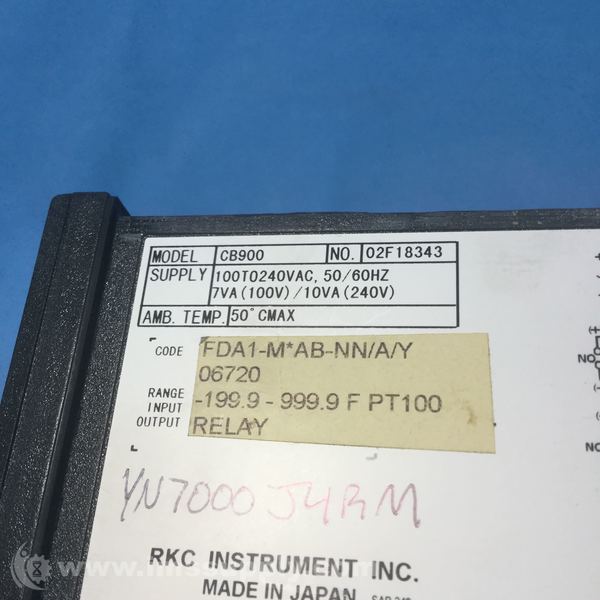 MODEL CB900 NO. 02F18343
SUPPLY 100TO240VAC, 50/60HZ
7VA (100V) / 10VA (240V)
AMB. TEMP. 50°CMAX
CODE FDA1-M*AB-NN/A/Y
06720
RANGE
INPUT -199.9 - 999.9 F PT100
OUTPUT RELAY
YN7000 J4RM
RKC INSTRUMENT INC.
MADE IN JAPAN
NO